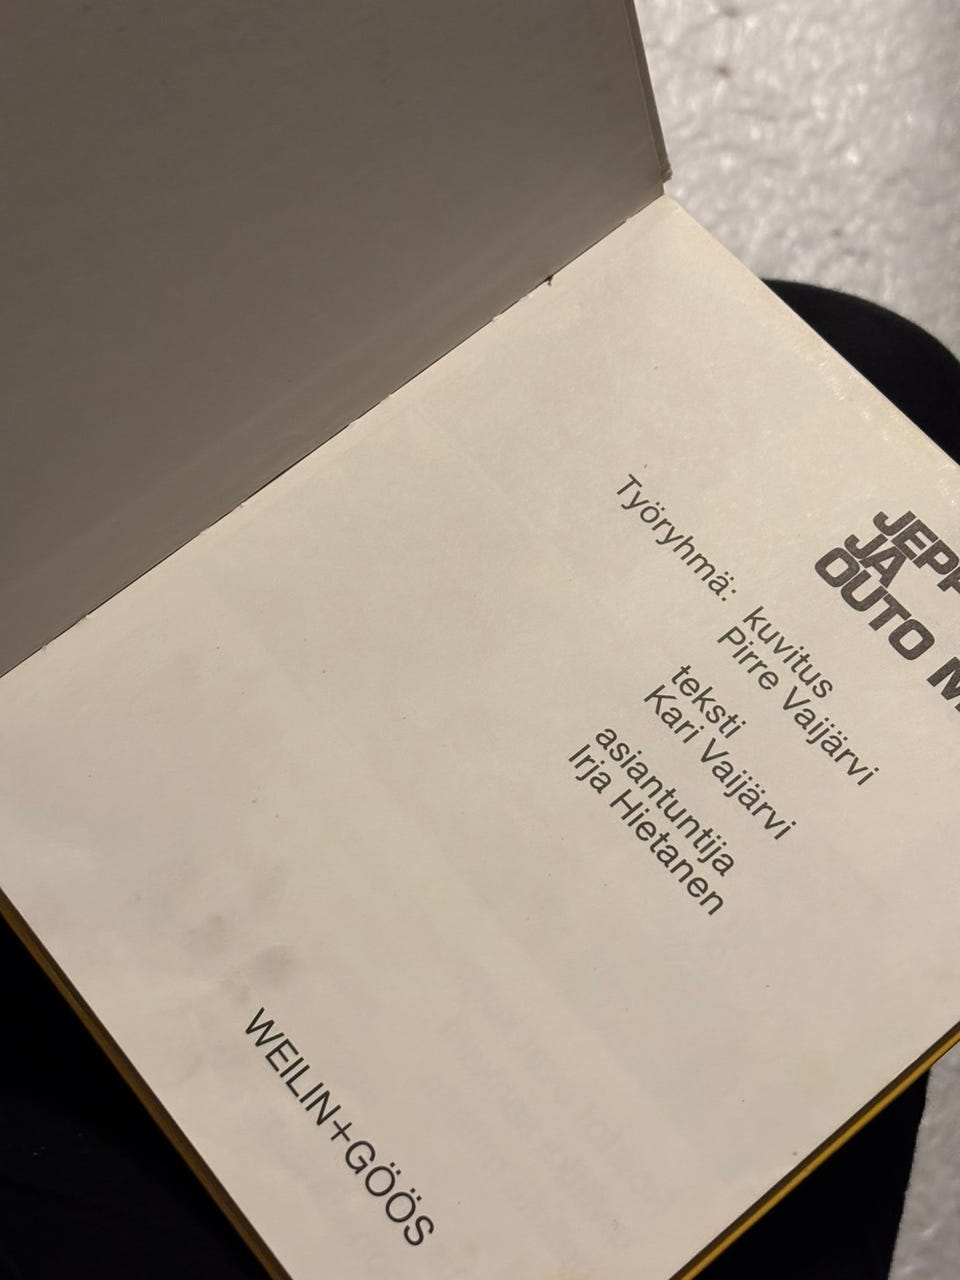 JA
OUTO
Työryhmä: kuvitus
Pirre Vaijärvi
teksti
Kari Vaijärvi
asiantuntija
Irja Hietanen
WEILIN+GÖÖS